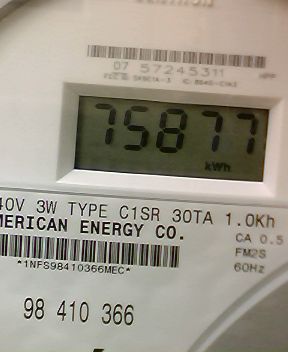 07 57245311
75877
kWh
40V 3W TYPE C1SR 30TA 1.0Kh
MERICAN ENERGY CO.
CA 0.5
*1NFS98410366MEC*
FM2S
60Hz
98 410 366